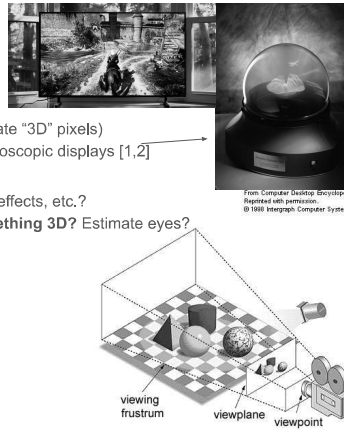 ate “3D” pixels)
oscopic displays [1,2]
From Computer Desktop Encyclope
Reprinted with permission.
© 1998 Intergraph Computer Syste
effects, etc.?
ething 3D? Estimate eyes?
viewing
frustrum
viewplane
viewpoint